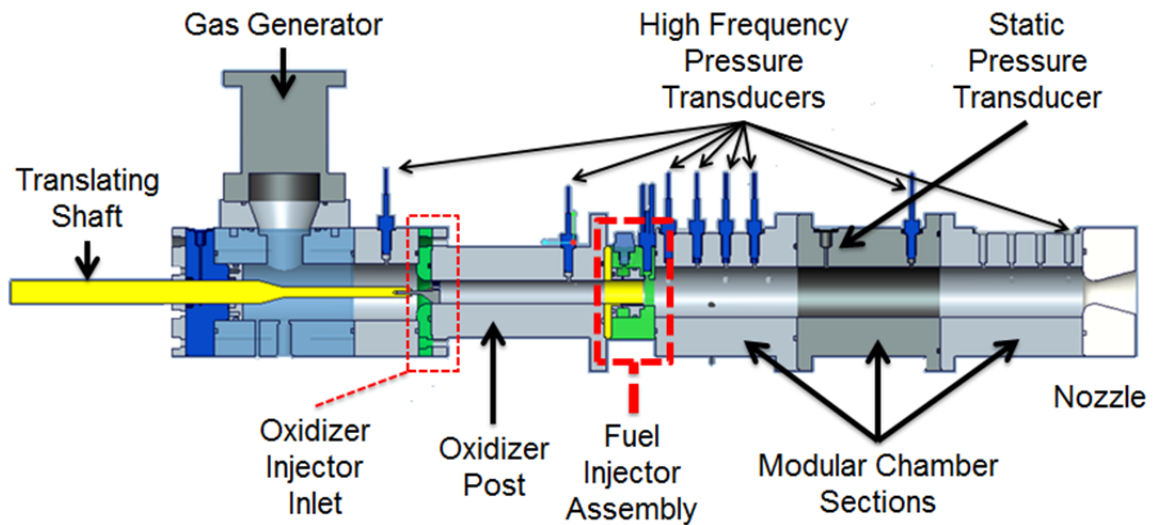 Gas Generator
High Frequency
Pressure
Transducers
Static
Pressure
Transducer
Translating
Shaft
Oxidizer
Injector
Inlet
Oxidizer
Post
Fuel
Injector
Assembly
Modular Chamber
Sections
Nozzle